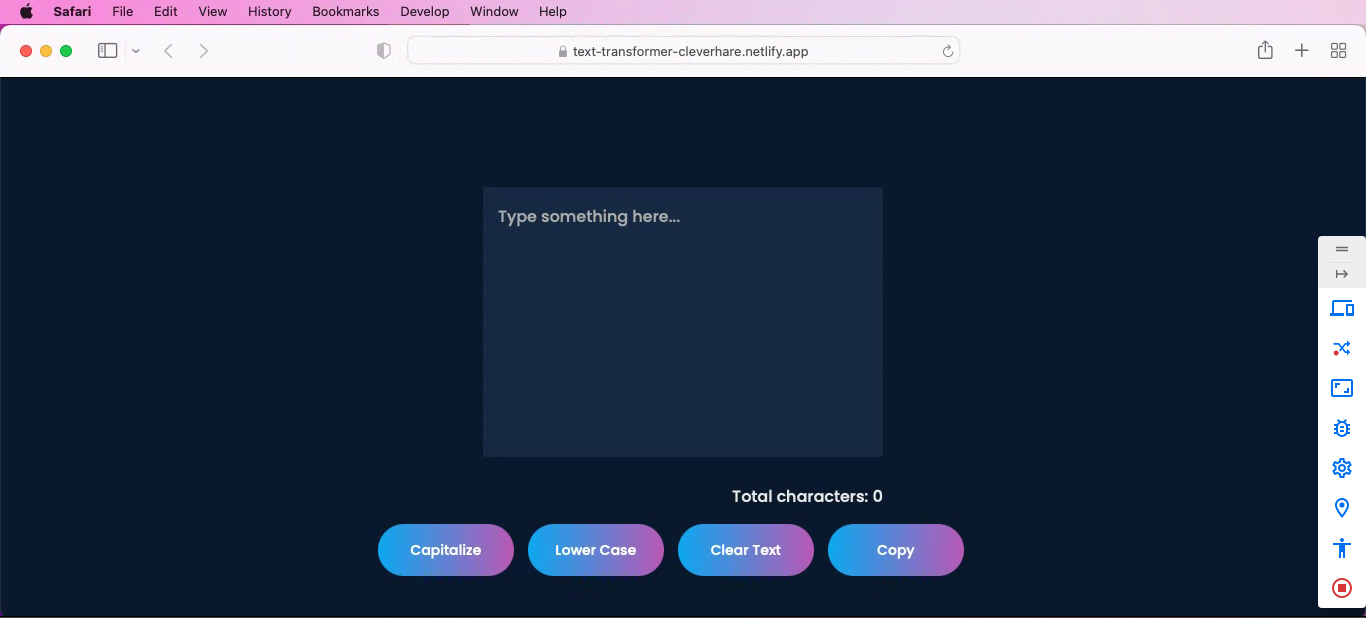 Safari File Edit View History Bookmarks Develop Window Help
text-transformer-cleverhare.netlify.app
Type something here...
Total characters: 0
Capitalize Lower Case Clear Text Copy